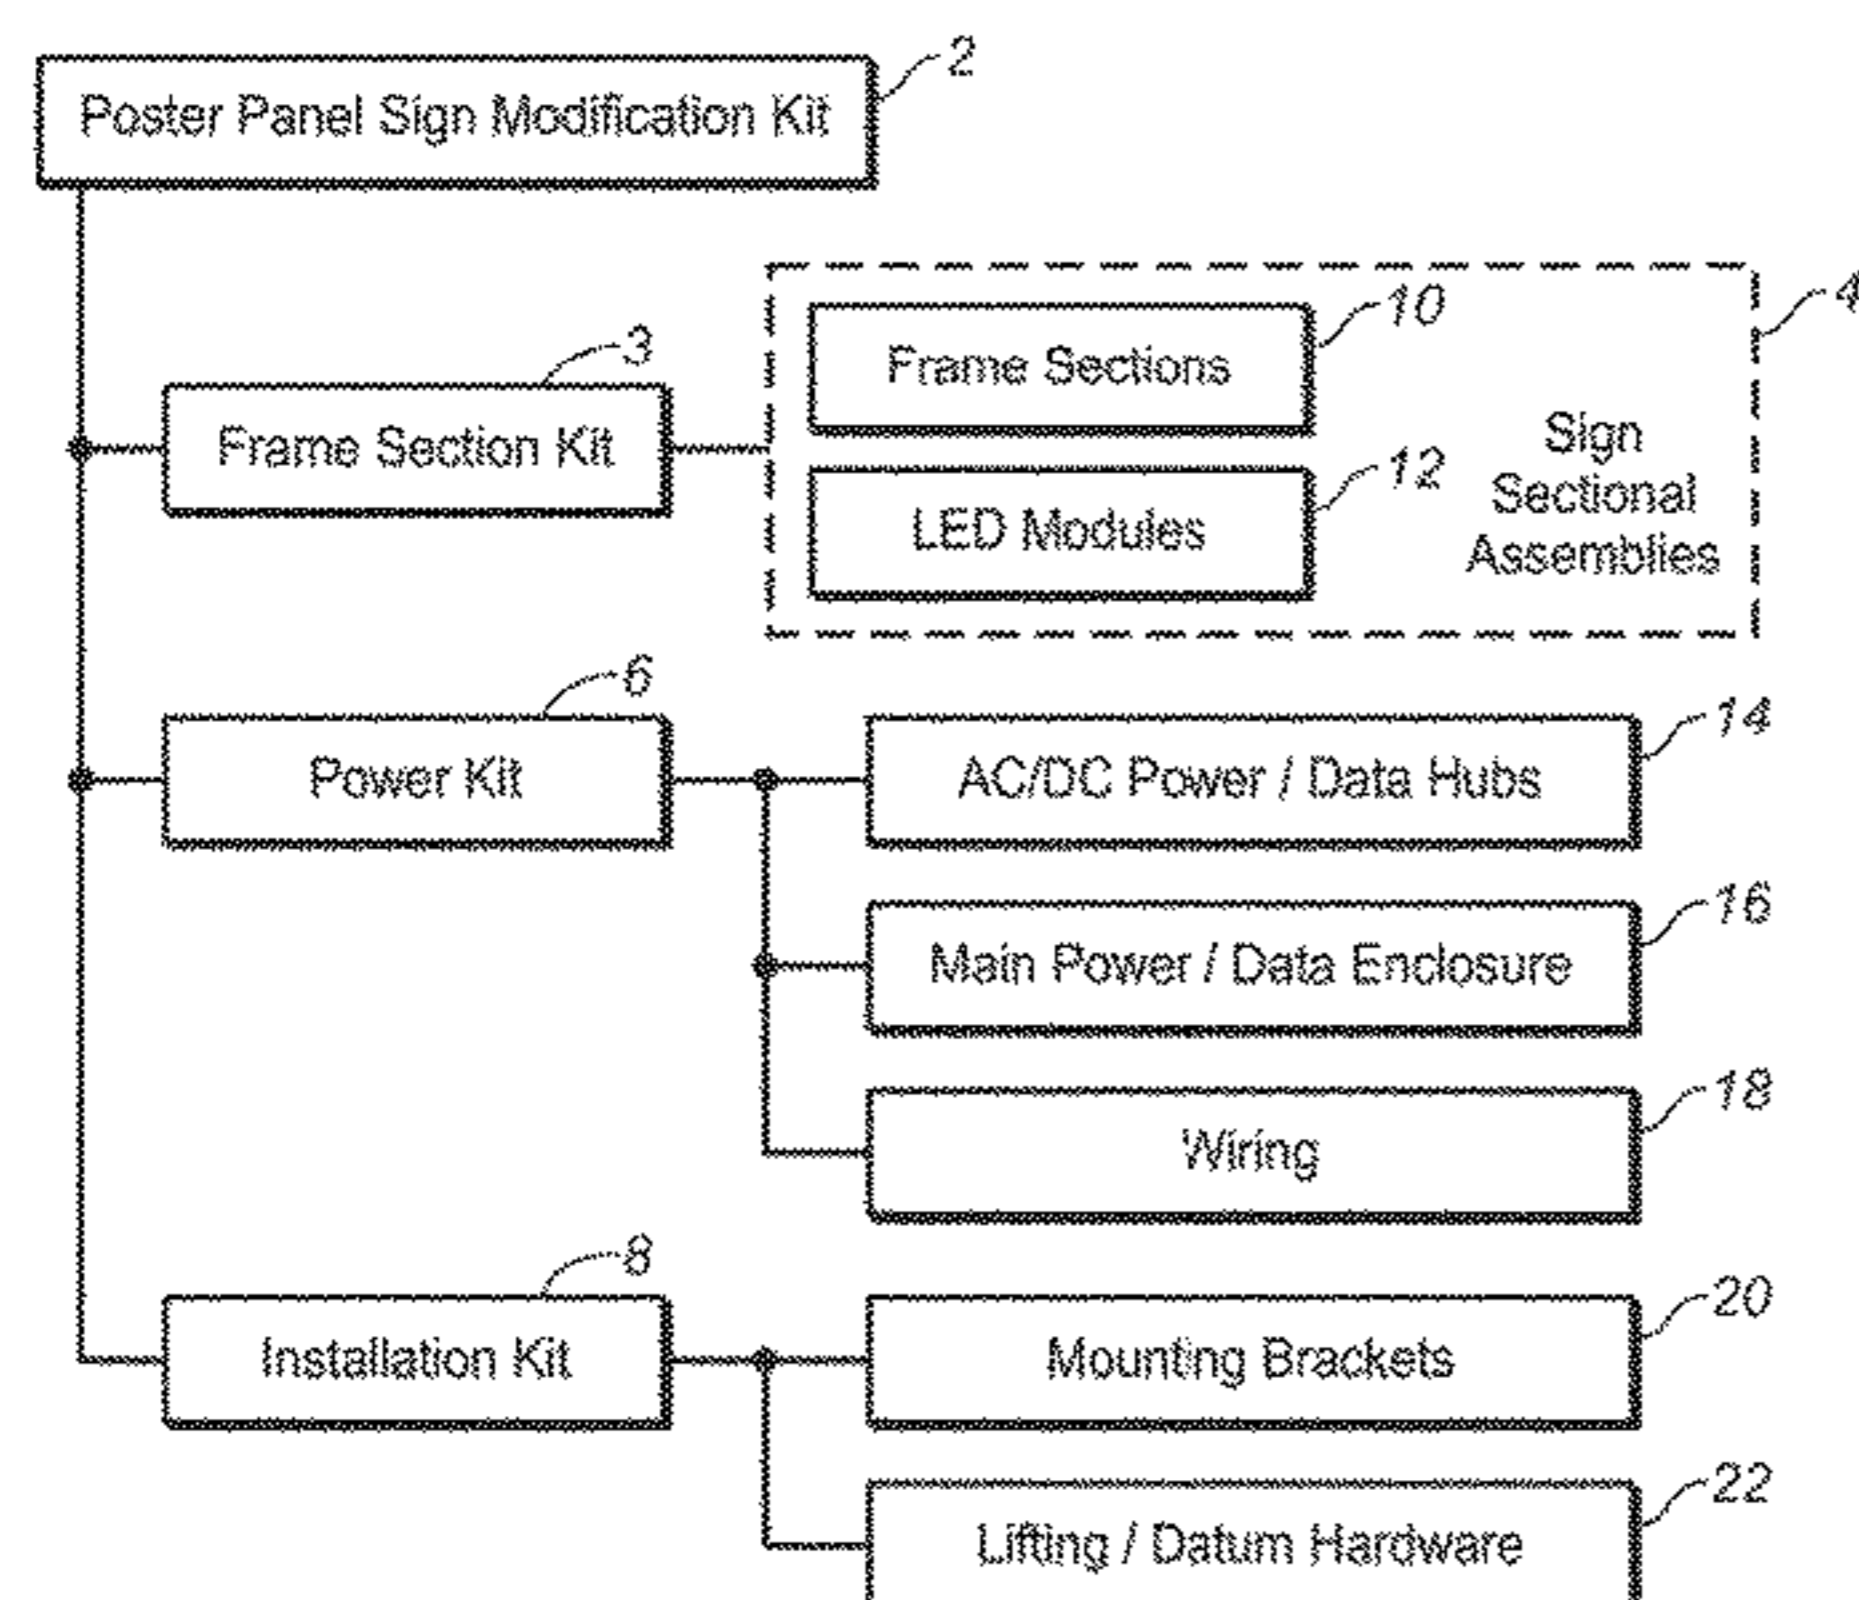 2
Poster Panel Sign Modification Kit
4
10
Frame Sections
3
Frame Section Kit
Sign
Sectional
Assemblies
12
LED Modules
6
Power Kit
14
AC/DC Power / Data Hubs
16
Main Power / Data Enclosure
18
Wiring
8
Installation Kit
20
Mounting Brackets
22
Lifting / Datum Hardware